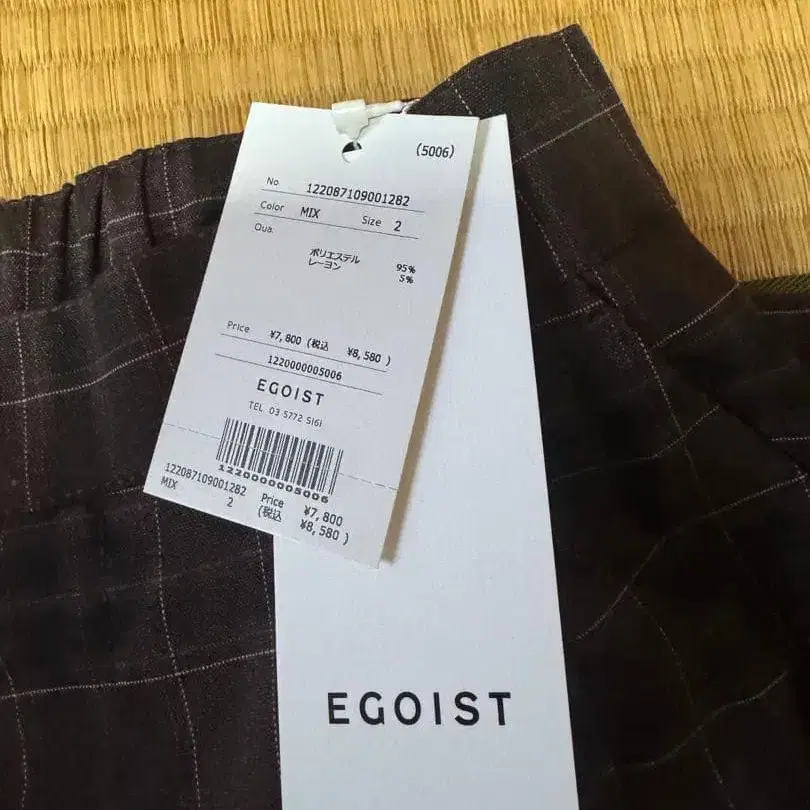 (5006)
No 122087109001282
Color MIX Size 2
Qua.
ポリエステル 95%
レーヨン 5%
Price ¥7,800 (税込 ¥8,580 )
1220000005006
EGOIST
TEL 03 5772 5161
1220000005006
122087109001282
MIX 2
Price ¥7,800
(税込 ¥8,580 )
EGOIST